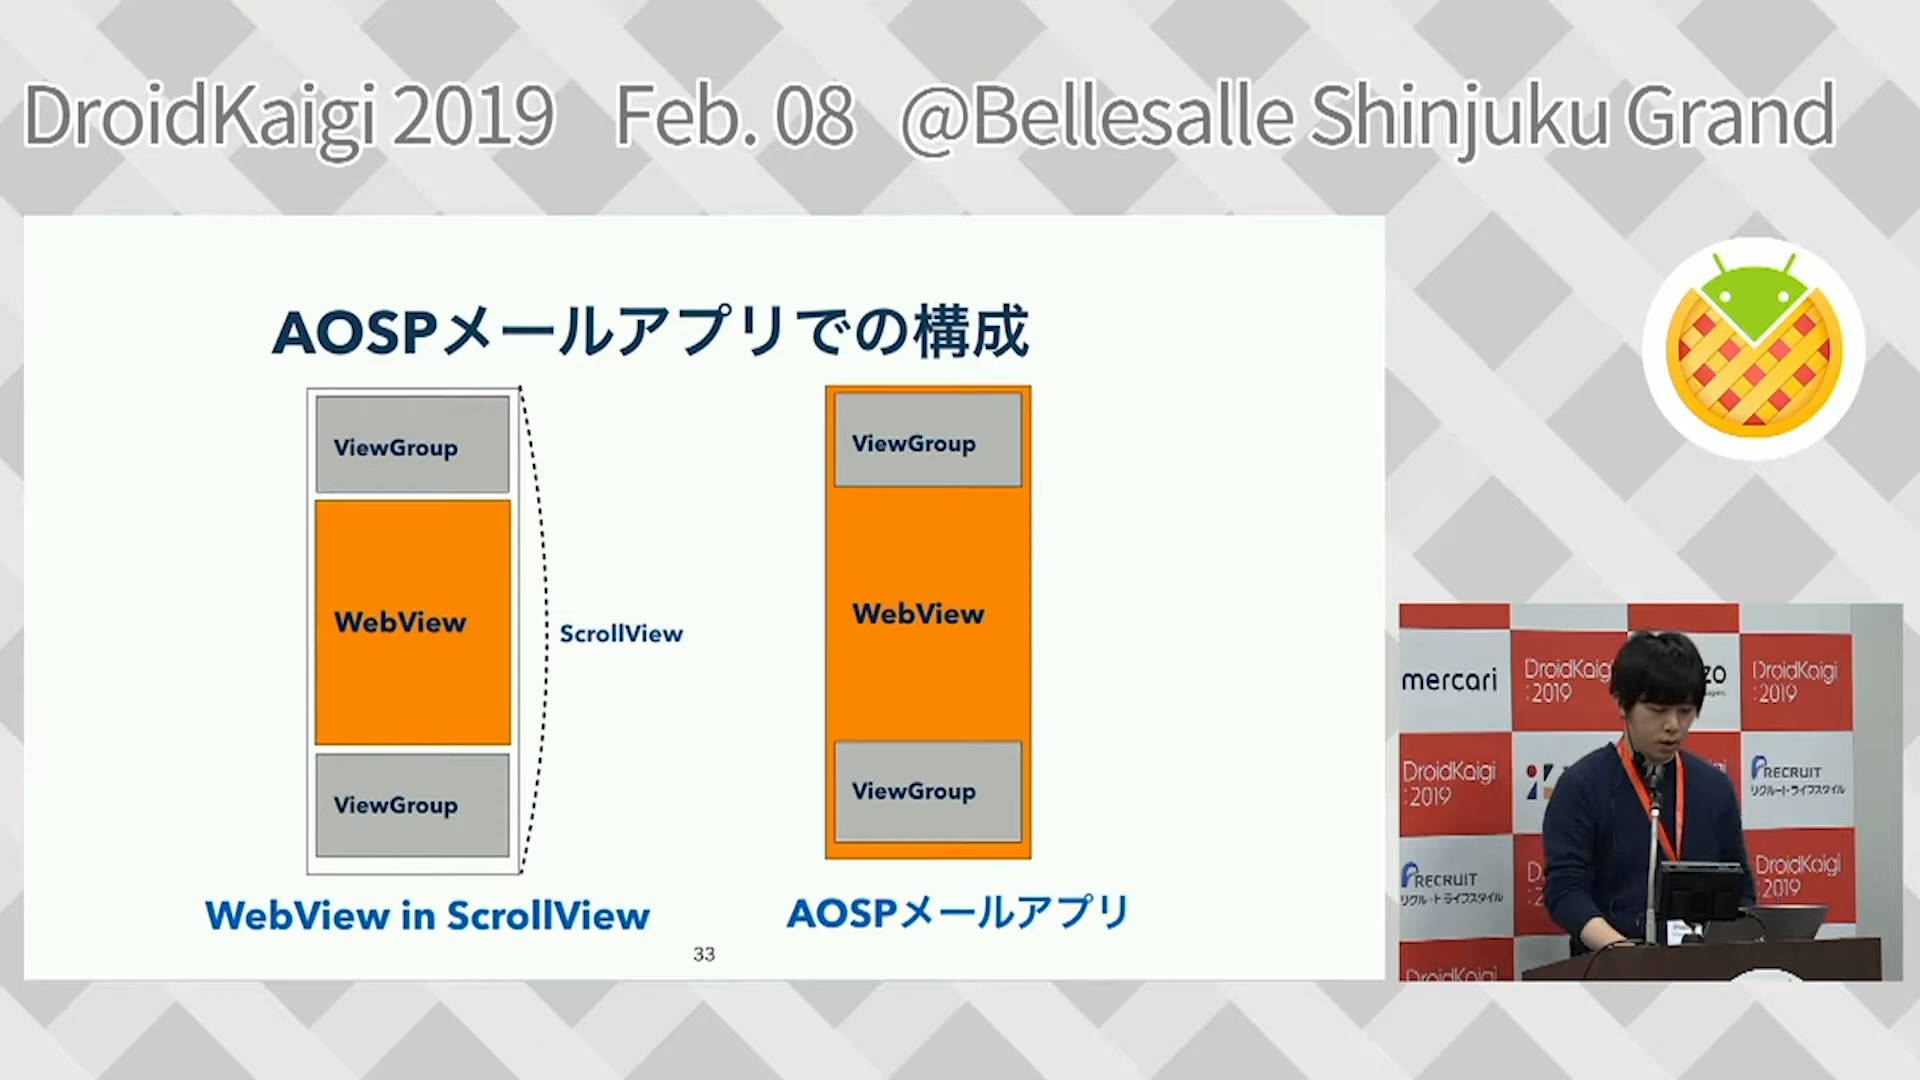 DroidKaigi 2019 Feb. 08 @Bellesalle Shinjuku Grand
AOSPメールアプリでの構成
ViewGroup
WebView
ViewGroup
ScrollView
WebView in ScrollView
ViewGroup
WebView
ViewGroup
AOSPメールアプリ
33
mercari
DroidKaig
:2019
zo
DroidKaigi
:2019
DroidKaigi
:2019
RECRUIT
リクルートライフスタイル
RECRUIT
リクルートライフスタイル
DroidKaigi
:2019
DroidKaigi